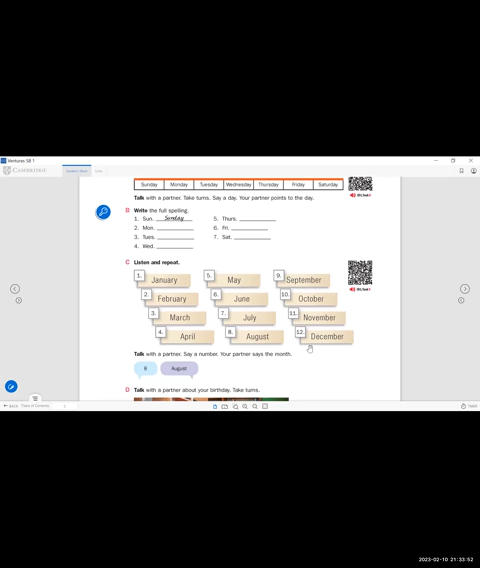 Ventures SB 1
CAMBRIDGE
Sunday Monday Tuesday Wednesday Thursday Friday Saturday
Talk with a partner. Take turns. Say a day. Your partner points to the day.
B Write the full spelling.
1. Sun. Sunday 5. Thurs.
2. Mon. 6. Fri.
3. Tues. 7. Sat.
4. Wed.
C Listen and repeat.
1. January 5. May 9. September
2. February 6. June 10. October
3. March 7. July 11. November
4. April 8. August 12. December
Talk with a partner. Say a number. Your partner says the month.
8 August
D Talk with a partner about your birthday. Take turns.
BACK Table of Contents
2023-02-10 21:33:52